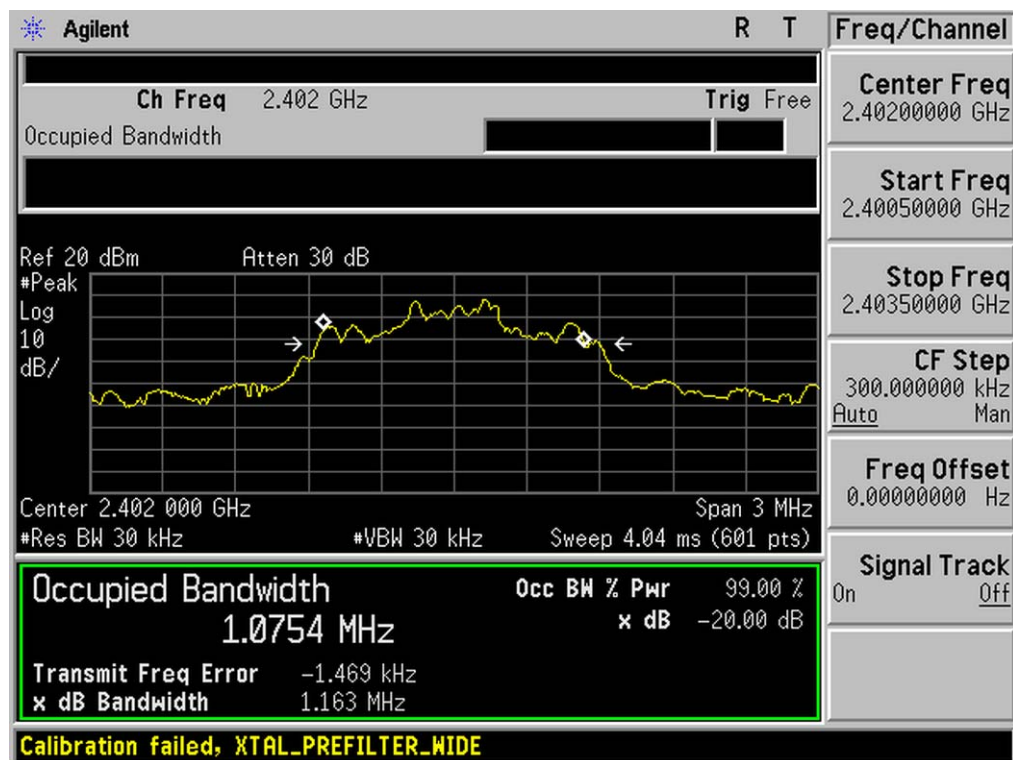 Agilent R T Freq/Channel
Ch Freq 2.402 GHz Trig Free
Occupied Bandwidth
Center Freq
2.40200000 GHz
Start Freq
2.40050000 GHz
Stop Freq
2.40350000 GHz
CF Step
300.000000 kHz
Auto Man
Freq Offset
0.00000000 Hz
Signal Track
On Off
Ref 20 dBm Atten 30 dB
#Peak
Log
10
dB/
Center 2.402 000 GHz Span 3 MHz
#Res BW 30 kHz #VBW 30 kHz Sweep 4.04 ms (601 pts)
Occupied Bandwidth Occ BW % Pwr 99.00 %
1.0754 MHz x dB -20.00 dB
Transmit Freq Error -1.469 kHz
x dB Bandwidth 1.163 MHz
Calibration failed, XTAL_PREFILTER_WIDE